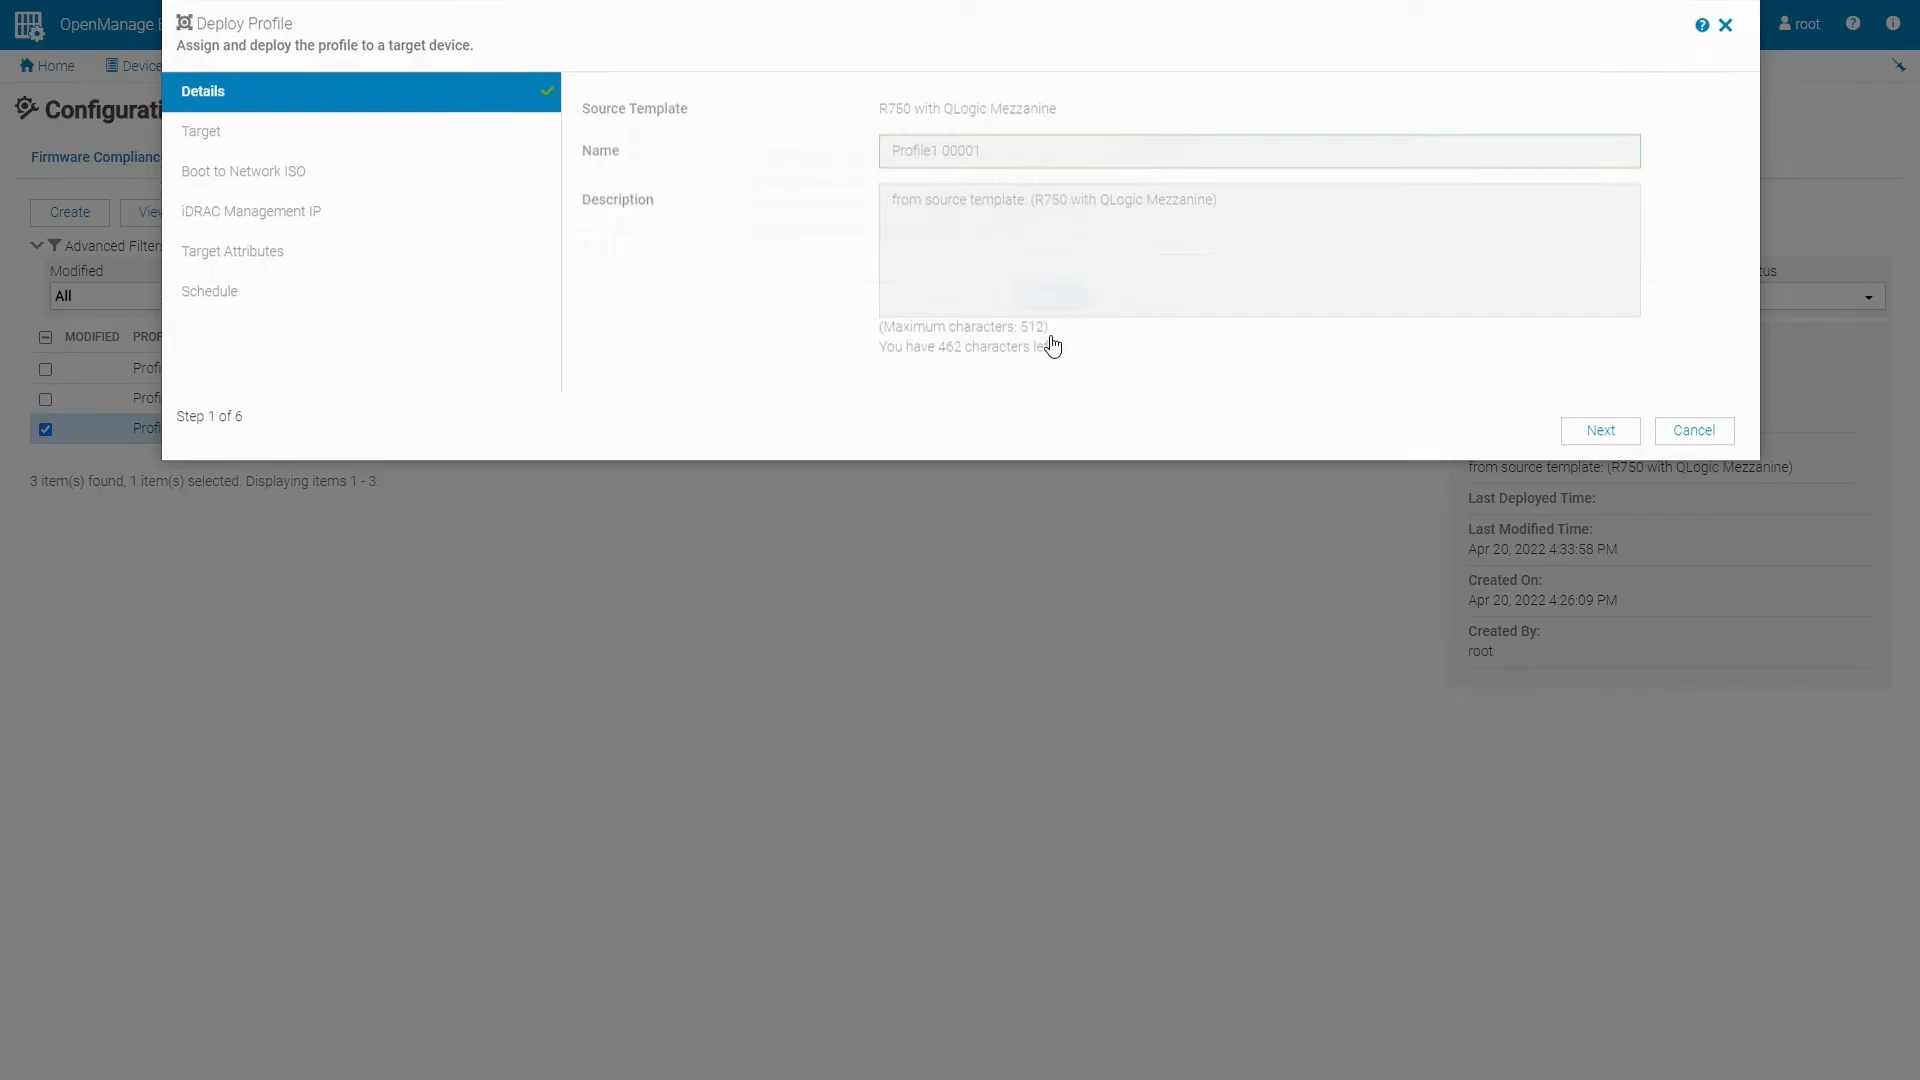 OpenManage E
Deploy Profile
Assign and deploy the profile to a target device.
root
Home
Device
Configurati
Firmware Complianc
Create
View
Advanced Filters
Modified
All
MODIFIED
PROF
Profi
Profi
Profi
3 item(s) found, 1 item(s) selected. Displaying items 1 - 3.
Details
Target
Boot to Network ISO
iDRAC Management IP
Target Attributes
Schedule
Step 1 of 6
Source Template
R750 with QLogic Mezzanine
Name
Profile1 00001
Description
from source template: (R750 with QLogic Mezzanine)
(Maximum characters: 512)
You have 462 characters left
Next
Cancel
tus
from source template: (R750 with QLogic Mezzanine)
Last Deployed Time:
Last Modified Time:
Apr 20, 2022 4:33:58 PM
Created On:
Apr 20, 2022 4:26:09 PM
Created By:
root